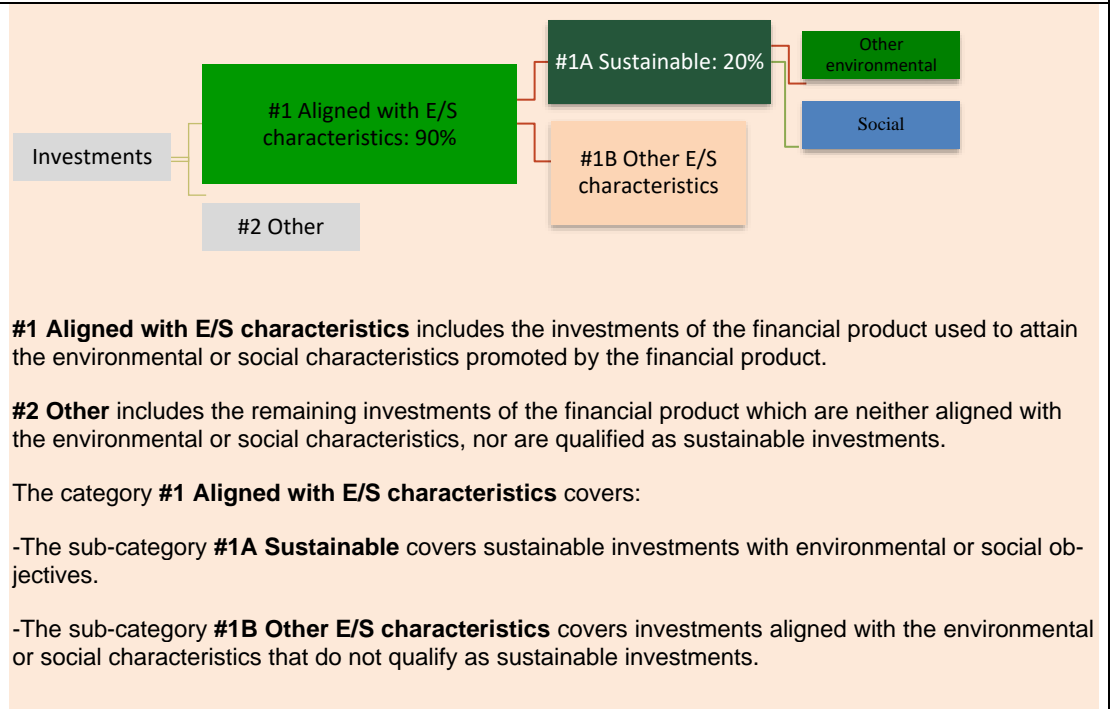 Other
environmental
#1A Sustainable: 20%
#1 Aligned with E/S
characteristics: 90%
Social
Investments
#1B Other E/S
characteristics
#2 Other
#1 Aligned with E/S characteristics includes the investments of the financial product used to attain
the environmental or social characteristics promoted by the financial product.
#2 Other includes the remaining investments of the financial product which are neither aligned with
the environmental or social characteristics, nor are qualified as sustainable investments.
The category #1 Aligned with E/S characteristics covers:
-The sub-category #1A Sustainable covers sustainable investments with environmental or social ob-
jectives.
-The sub-category #1B Other E/S characteristics covers investments aligned with the environmental
or social characteristics that do not qualify as sustainable investments.